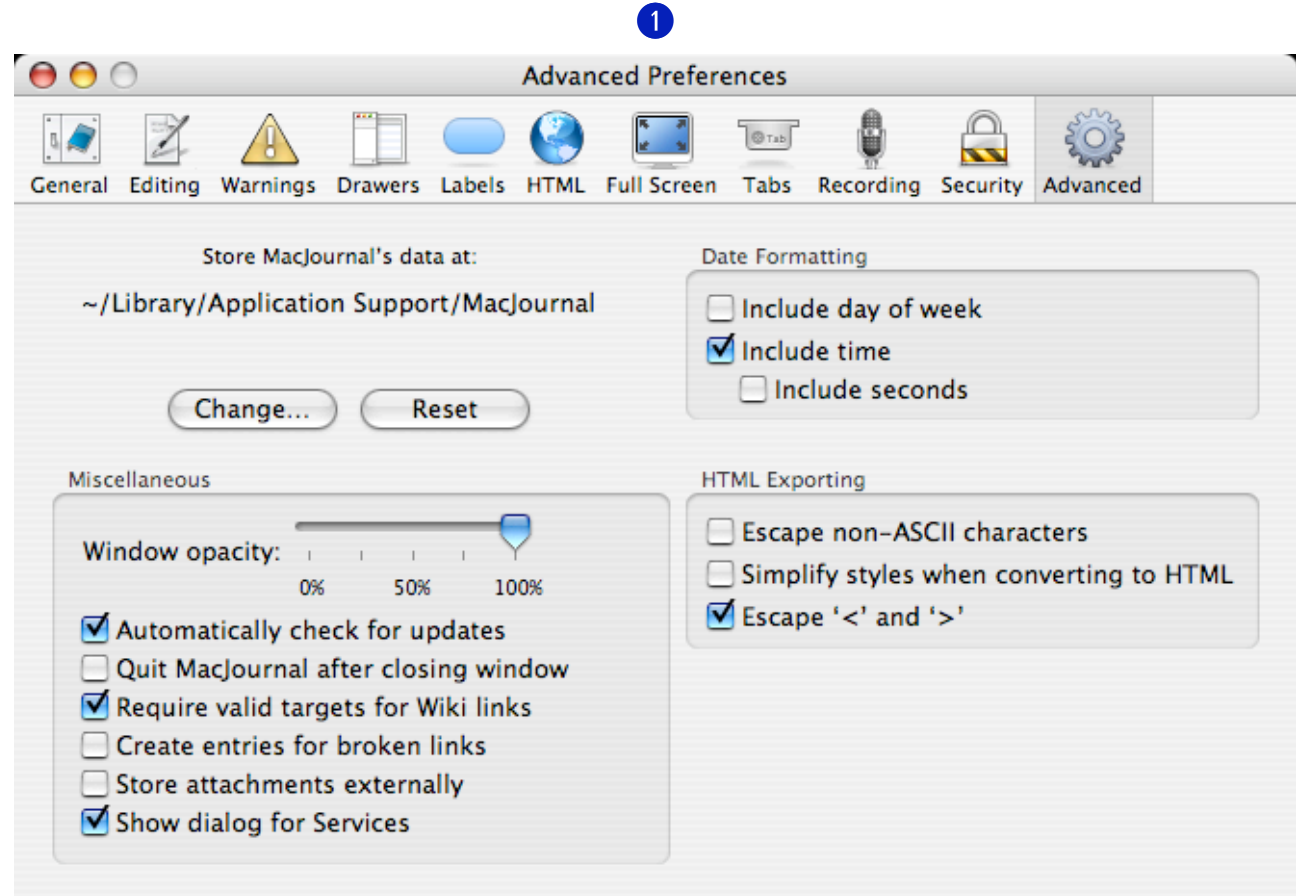 1
Advanced Preferences
Tab
General Editing Warnings Drawers Labels HTML Full Screen Tabs Recording Security Advanced
Store MacJournal's data at:
~/Library/Application Support/MacJournal
Change... Reset
Date Formatting
Include day of week
Include time
Include seconds
Miscellaneous
Window opacity:
0% 50% 100%
Automatically check for updates
Quit MacJournal after closing window
Require valid targets for Wiki links
Create entries for broken links
Store attachments externally
Show dialog for Services
HTML Exporting
Escape non-ASCII characters
Simplify styles when converting to HTML
Escape ‘<’ and ‘>’